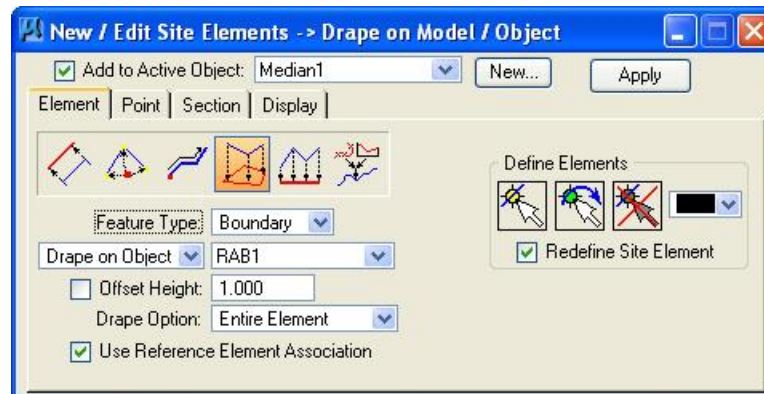 New / Edit Site Elements -> Drape on Model / Object
Add to Active Object: Median1 New... Apply
Element Point Section Display
Define Elements
Feature Type: Boundary
Drape on Object RAB1
Redefine Site Element
Offset Height: 1.000
Drape Option: Entire Element
Use Reference Element Association